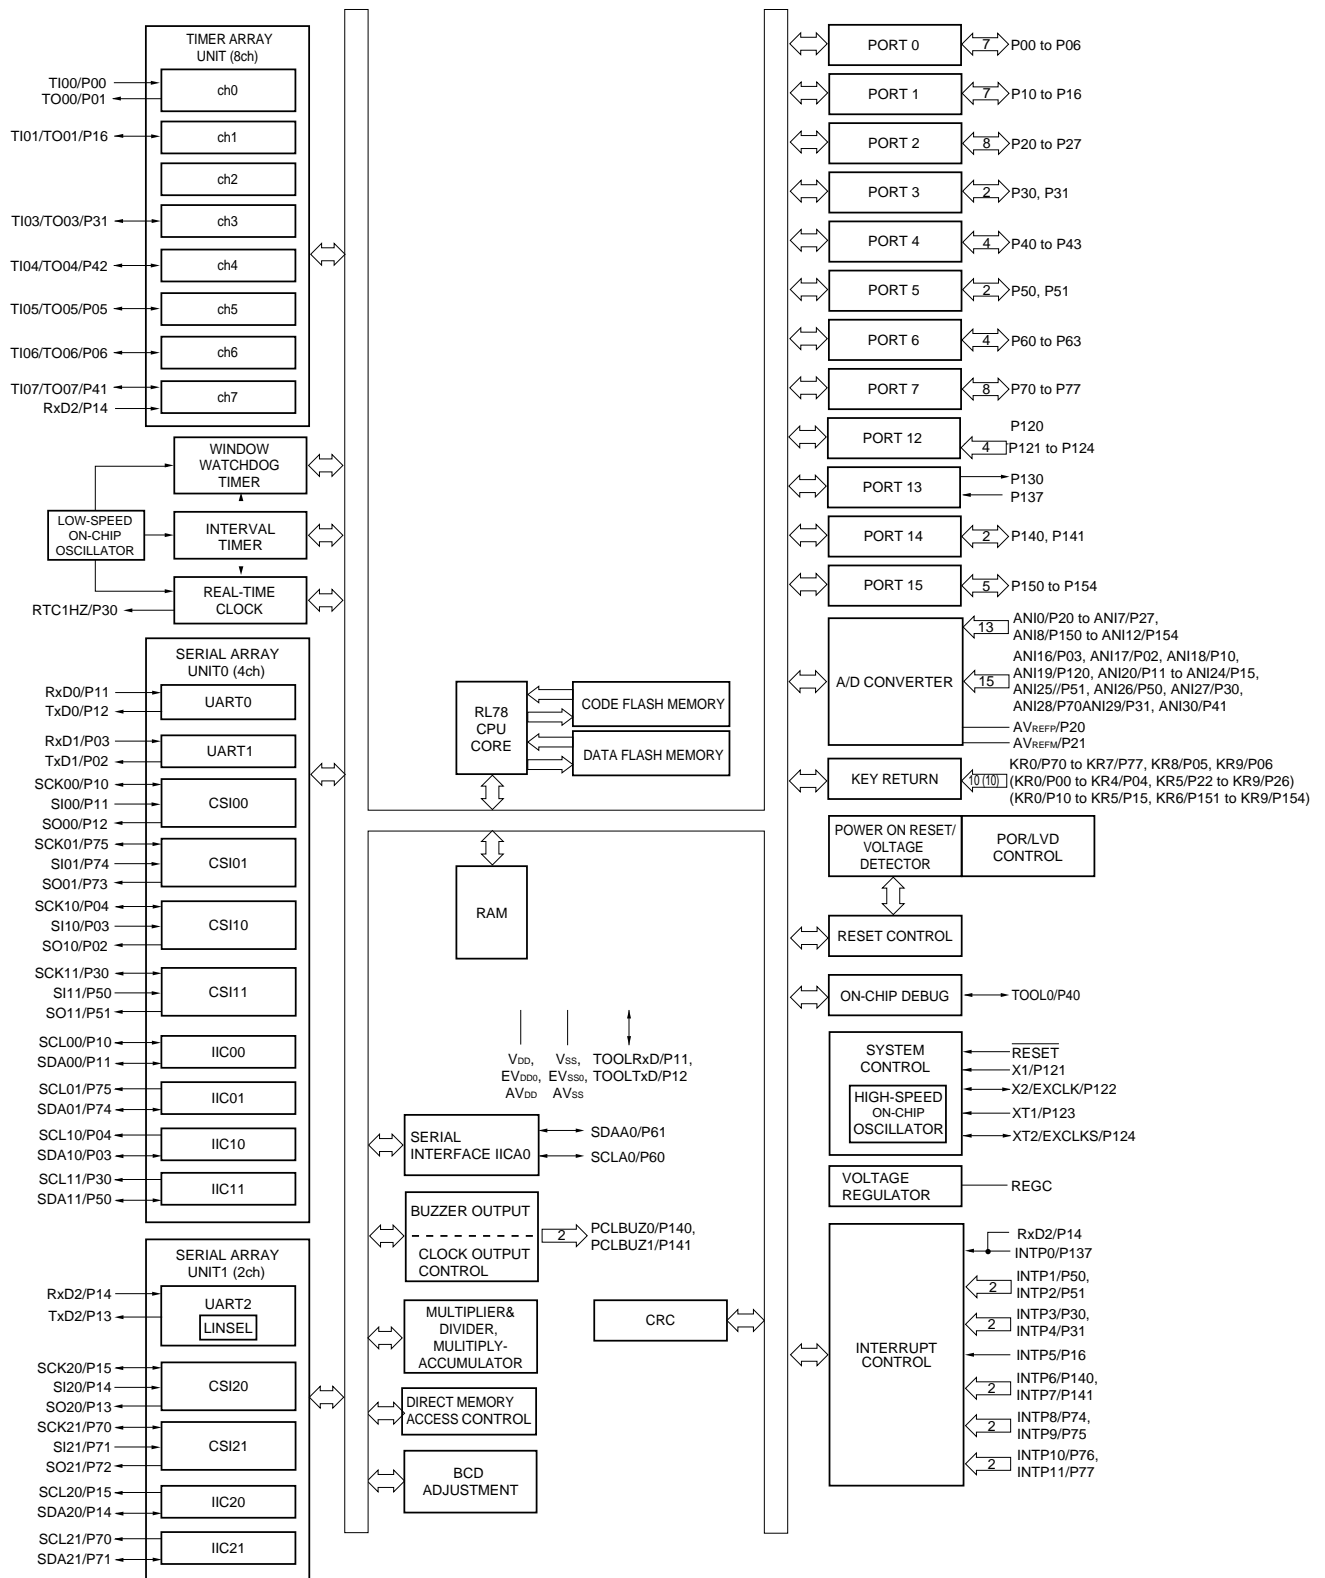 TIMER ARRAY
UNIT (8ch)
TI00/P00
TO00/P01
ch0
TI01/TO01/P16
ch1
ch2
TI03/TO03/P31
ch3
TI04/TO04/P42
ch4
TI05/TO05/P05
ch5
TI06/TO06/P06
ch6
TI07/TO07/P41
RxD2/P14
ch7
WINDOW
WATCHDOG
TIMER
LOW-SPEED
ON-CHIP
OSCILLATOR
INTERVAL
TIMER
REAL-TIME
CLOCK
RTC1HZ/P30
SERIAL ARRAY
UNIT0 (4ch)
RxD0/P11
TxD0/P12
UART0
RxD1/P03
TxD1/P02
UART1
SCK00/P10
SI00/P11
SO00/P12
CSI00
SCK01/P75
SI01/P74
SO01/P73
CSI01
SCK10/P04
SI10/P03
SO10/P02
CSI10
SCK11/P30
SI11/P50
SO11/P51
CSI11
SCL00/P10
SDA00/P11
IIC00
SCL01/P75
SDA01/P74
IIC01
SCL10/P04
SDA10/P03
IIC10
SCL11/P30
SDA11/P50
IIC11
SERIAL ARRAY
UNIT1 (2ch)
RxD2/P14
TxD2/P13
UART2
LINSEL
SCK20/P15
SI20/P14
SO20/P13
CSI20
SCK21/P70
SI21/P71
SO21/P72
CSI21
SCL20/P15
SDA20/P14
IIC20
SCL21/P70
SDA21/P71
IIC21
RL78
CPU
CORE
CODE FLASH MEMORY
DATA FLASH MEMORY
RAM
VDD,
EVDD0,
AVDD
VSS,
EVSS0,
AVSS
TOOLRxD/P11,
TOOLTxD/P12
SERIAL
INTERFACE IICA0
SDAA0/P61
SCLA0/P60
BUZZER OUTPUT
CLOCK OUTPUT
CONTROL
2
PCLBUZ0/P140,
PCLBUZ1/P141
MULTIPLIER&
DIVIDER,
MULITIPLY-
ACCUMULATOR
CRC
DIRECT MEMORY
ACCESS CONTROL
BCD
ADJUSTMENT
PORT 0
7
P00 to P06
PORT 1
7
P10 to P16
PORT 2
8
P20 to P27
PORT 3
2
P30, P31
PORT 4
4
P40 to P43
PORT 5
2
P50, P51
PORT 6
4
P60 to P63
PORT 7
8
P70 to P77
PORT 12
P120
4
P121 to P124
PORT 13
P130
P137
PORT 14
2
P140, P141
PORT 15
5
P150 to P154
A/D CONVERTER
13
ANI0/P20 to ANI7/P27,
ANI8/P150 to ANI12/P154
15
ANI16/P03, ANI17/P02, ANI18/P10,
ANI19/P120, ANI20/P11 to ANI24/P15,
ANI25//P51, ANI26/P50, ANI27/P30,
ANI28/P70ANI29/P31, ANI30/P41
AVREFP/P20
AVREFM/P21
KEY RETURN
10 (10)
KR0/P70 to KR7/P77, KR8/P05, KR9/P06
(KR0/P00 to KR4/P04, KR5/P22 to KR9/P26)
(KR0/P10 to KR5/P15, KR6/P151 to KR9/P154)
POWER ON RESET/
VOLTAGE
DETECTOR
POR/LVD
CONTROL
RESET CONTROL
ON-CHIP DEBUG
TOOL0/P40
SYSTEM
CONTROL
HIGH-SPEED
ON-CHIP
OSCILLATOR
RESET
X1/P121
X2/EXCLK/P122
XT1/P123
XT2/EXCLKS/P124
VOLTAGE
REGULATOR
REGC
INTERRUPT
CONTROL
RxD2/P14
INTP0/P137
2
INTP1/P50,
INTP2/P51
2
INTP3/P30,
INTP4/P31
INTP5/P16
2
INTP6/P140,
INTP7/P141
2
INTP8/P74,
INTP9/P75
2
INTP10/P76,
INTP11/P77